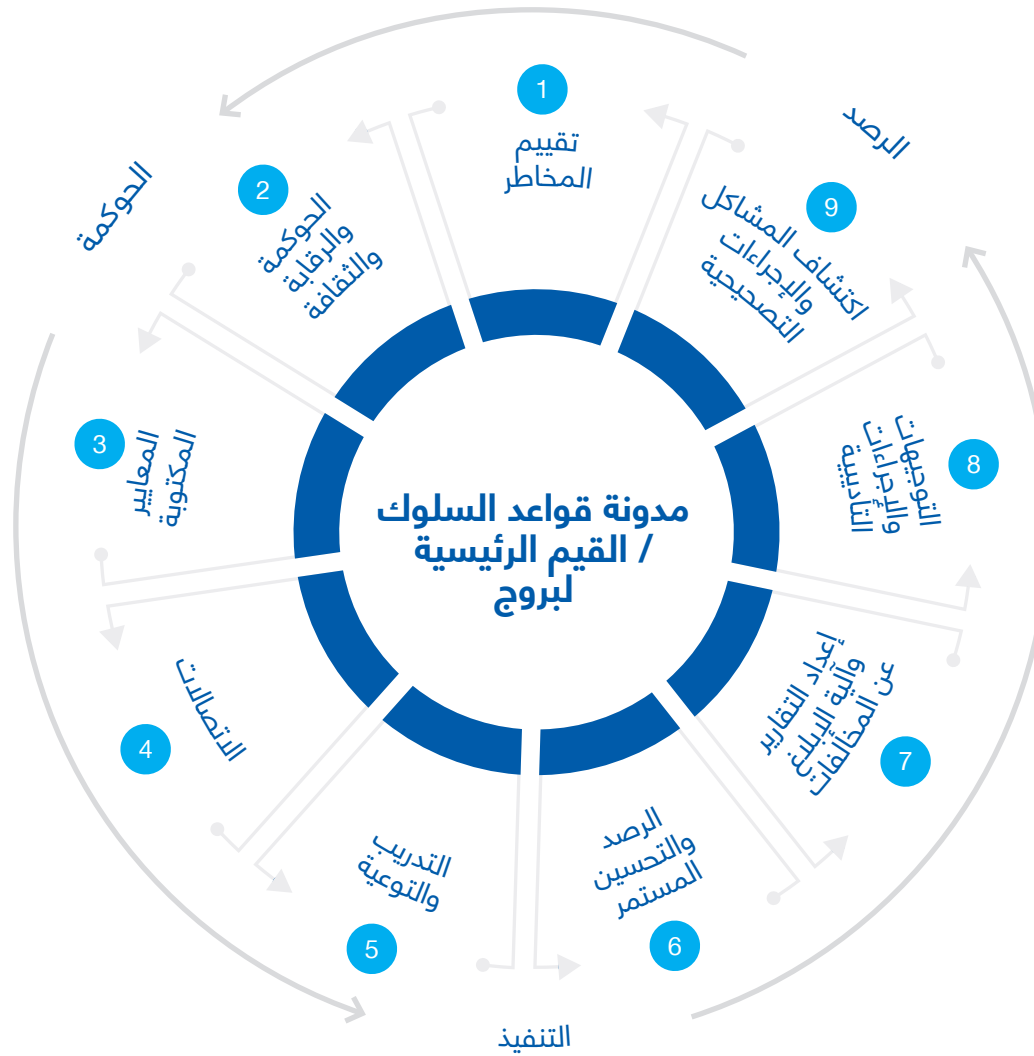 1
تقييم
المخاطر
2
الحوكمة
والرقابة
والثقافة
3
المعايير
المكتوبة
4
الاتصالات
5
التدريب
والتوعية
6
الرصد
والتحسين
المستمر
7
إعداد التقارير
وآلية الإبلاغ
عن المخالفات
8
التوجيهات
والإجراءات
التأديبية
9
اكتشاف المشاكل
والإجراءات
التصحيحية
الحوكمة
التنفيذ
الرصد
مدونة قواعد السلوك
/ القيم الرئيسية
لبروج